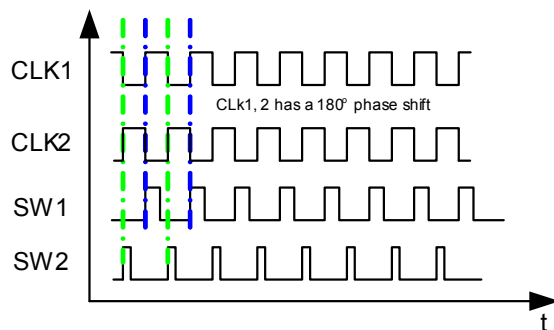 CLK1
CLk1, 2 has a 180° phase shift
CLK2
SW1
SW2
t